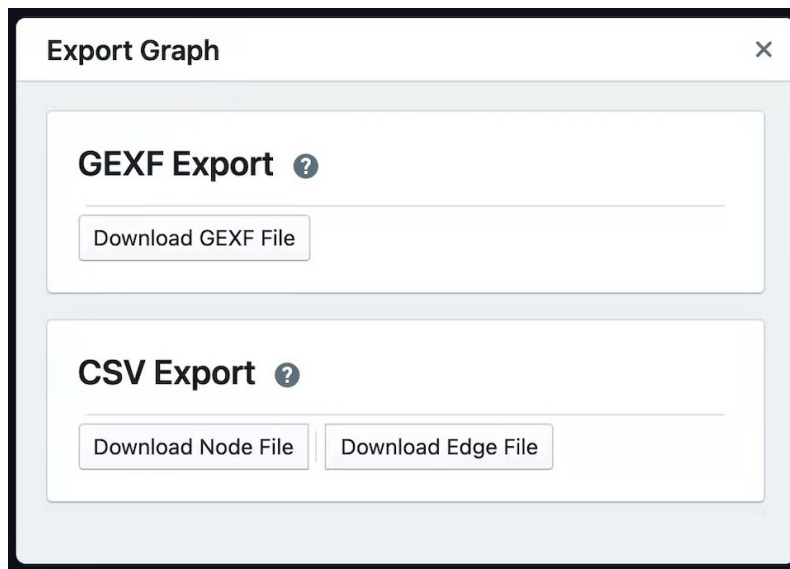 Export Graph
GEXF Export
Download GEXF File
CSV Export
Download Node File Download Edge File